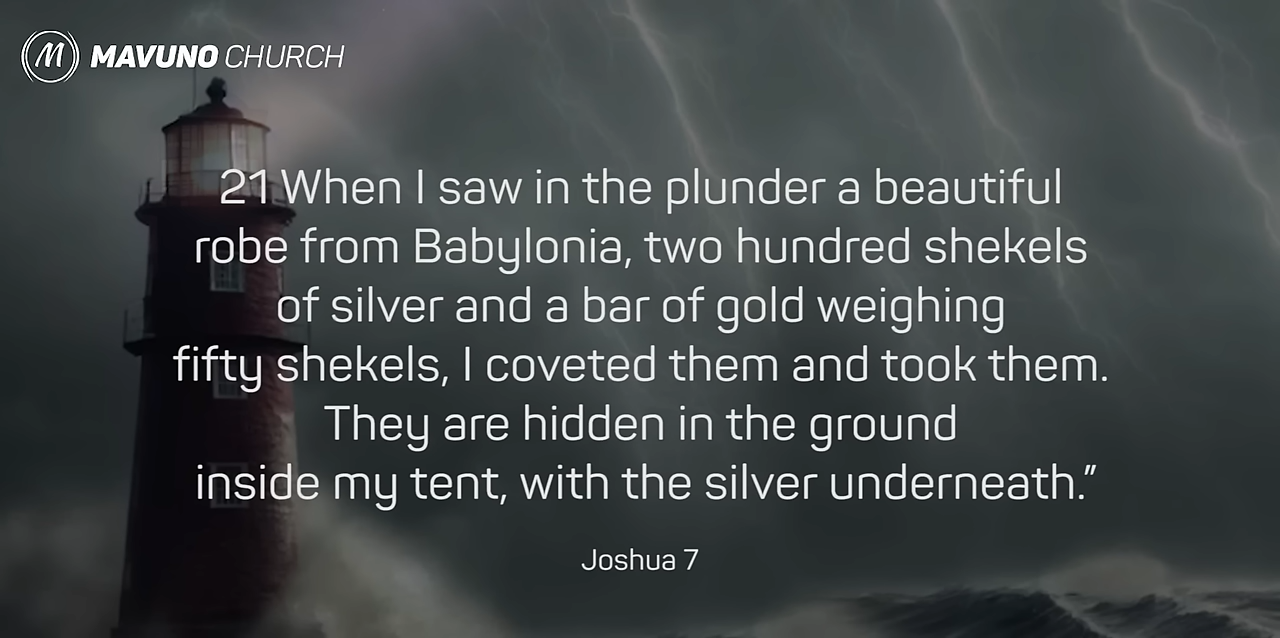 MAVUNO CHURCH
21 When I saw in the plunder a beautiful
robe from Babylonia, two hundred shekels
of silver and a bar of gold weighing
fifty shekels, I coveted them and took them.
They are hidden in the ground
inside my tent, with the silver underneath.”
Joshua 7